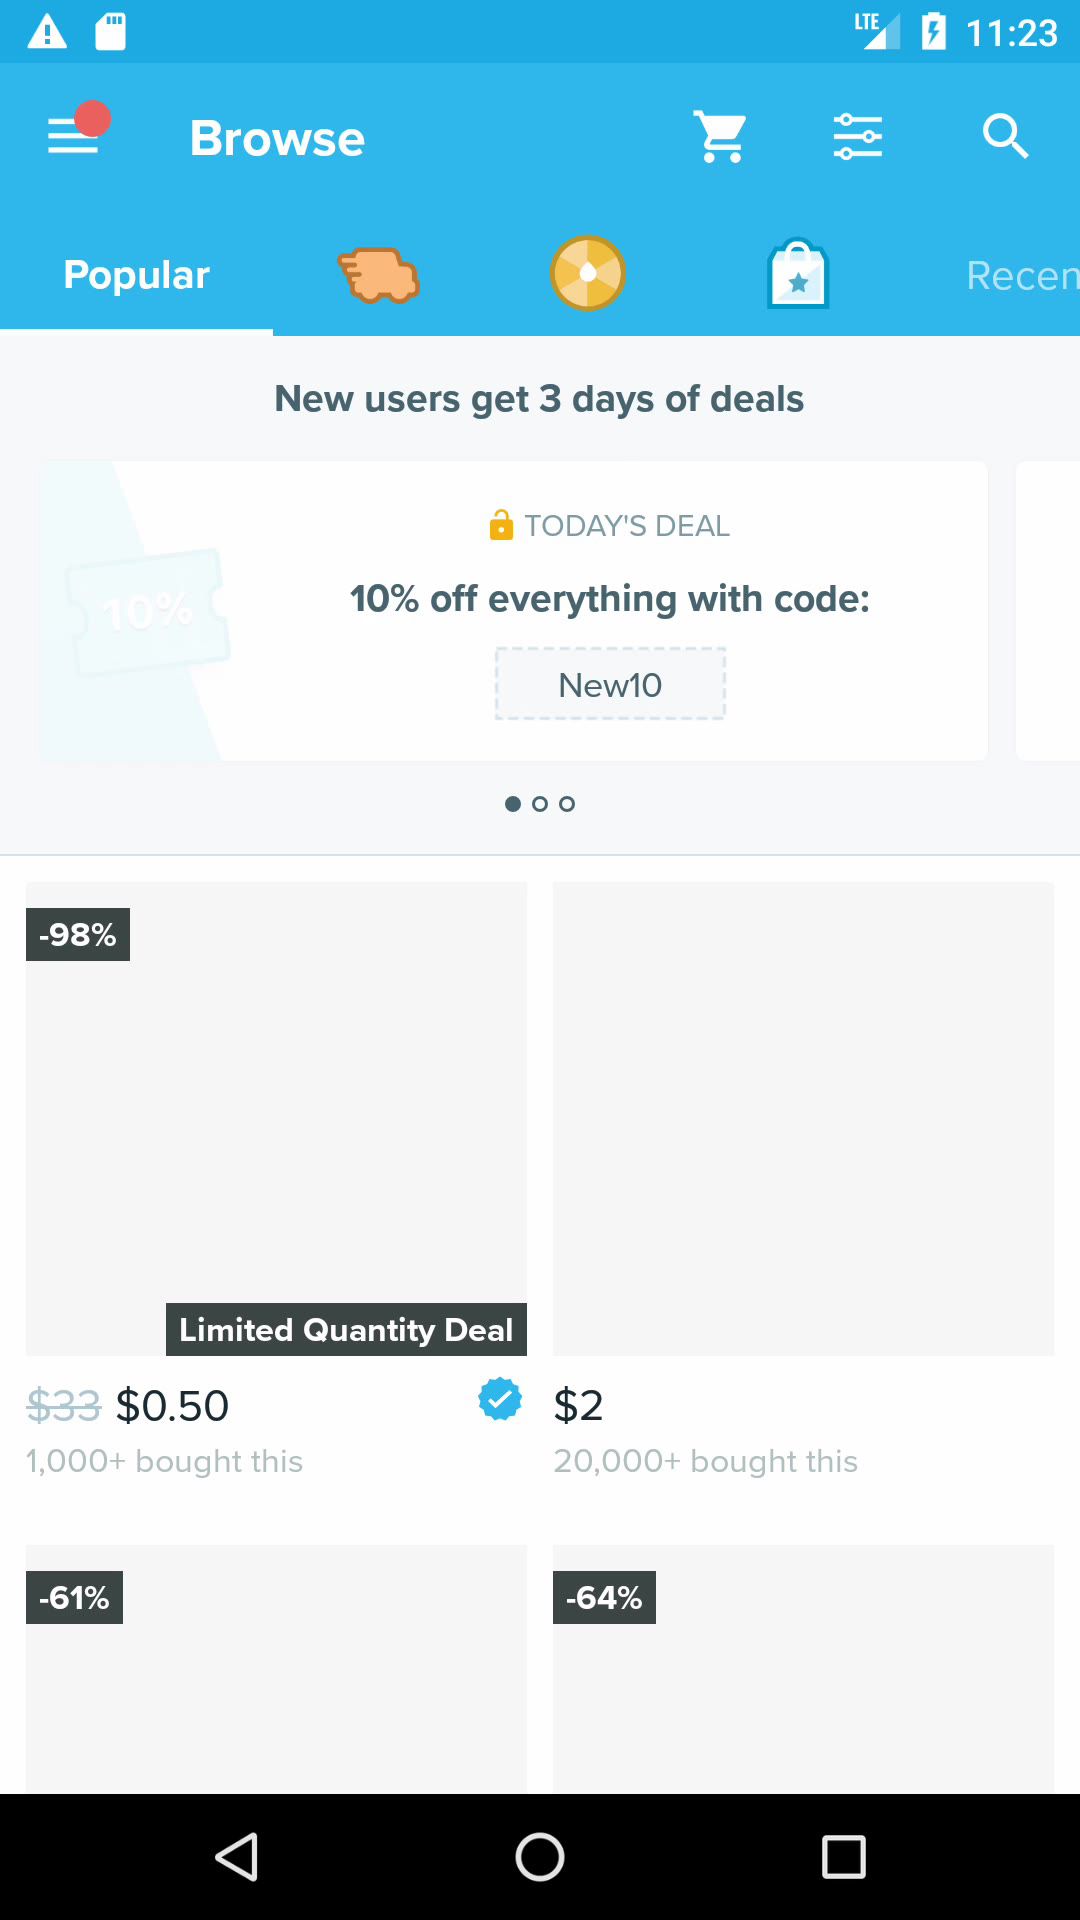 LTE 11:23
Browse
Popular
Recen
New users get 3 days of deals
TODAY'S DEAL
10%
10% off everything with code:
New10
-98%
Limited Quantity Deal
$33 $0.50
$2
1,000+ bought this
20,000+ bought this
-61%
-64%